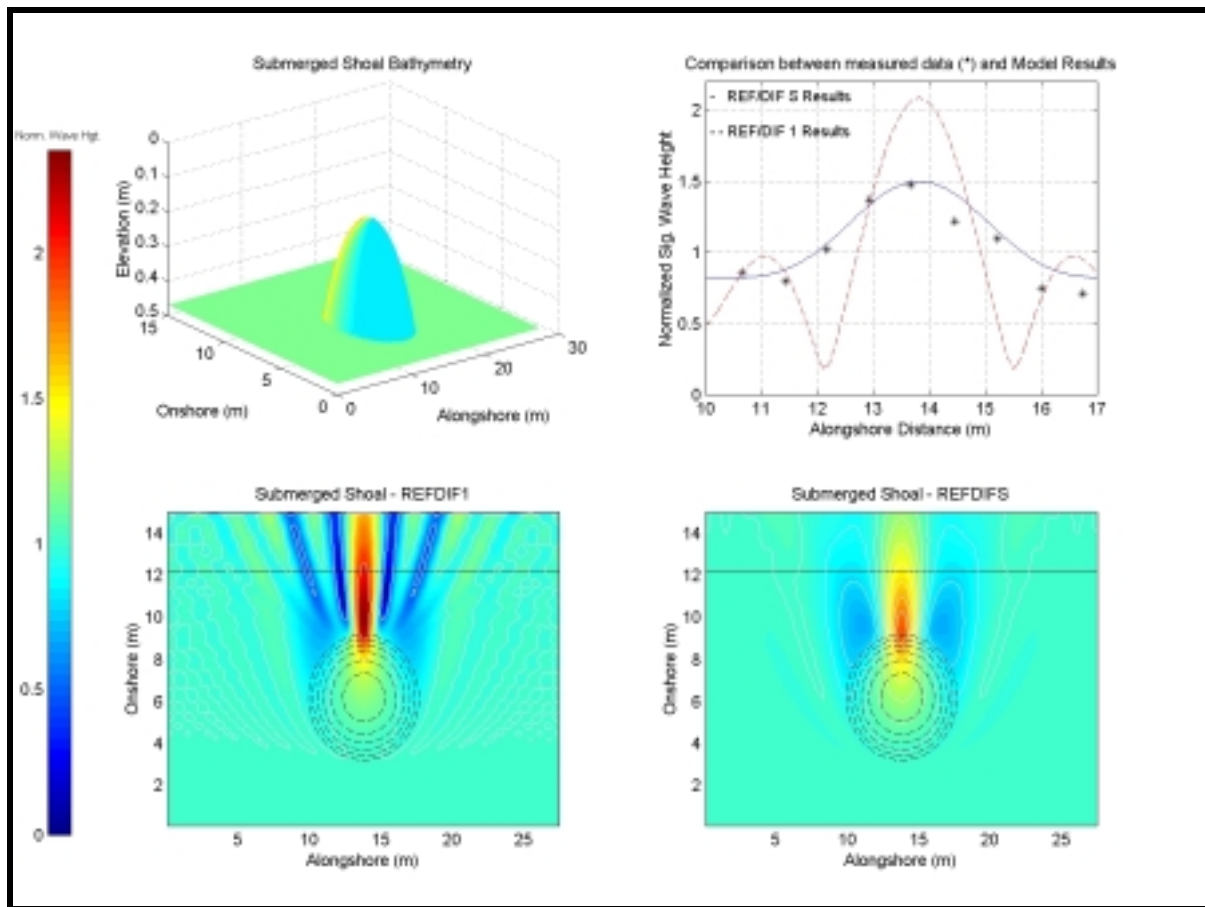 Submerged Shoal Bathymetry
Norm. Wave Hgt.
2
1.5
1
0.5
0
Elevation (m)
0
0.1
0.2
0.3
0.4
0.5
15
10
5
0
Onshore (m)
0
10
20
30
Alongshore (m)
Comparison between measured data (*) and Model Results
- REF/DIF S Results
-- REF/DIF 1 Results
Normalized Sig. Wave Height
2
1.5
1
0.5
0
10 11 12 13 14 15 16 17
Alongshore Distance (m)
Submerged Shoal - REFDIF1
Onshore (m)
14
12
10
8
6
4
2
5 10 15 20 25
Alongshore (m)
Submerged Shoal - REFDIFS
Onshore (m)
14
12
10
8
6
4
2
5 10 15 20 25
Alongshore (m)